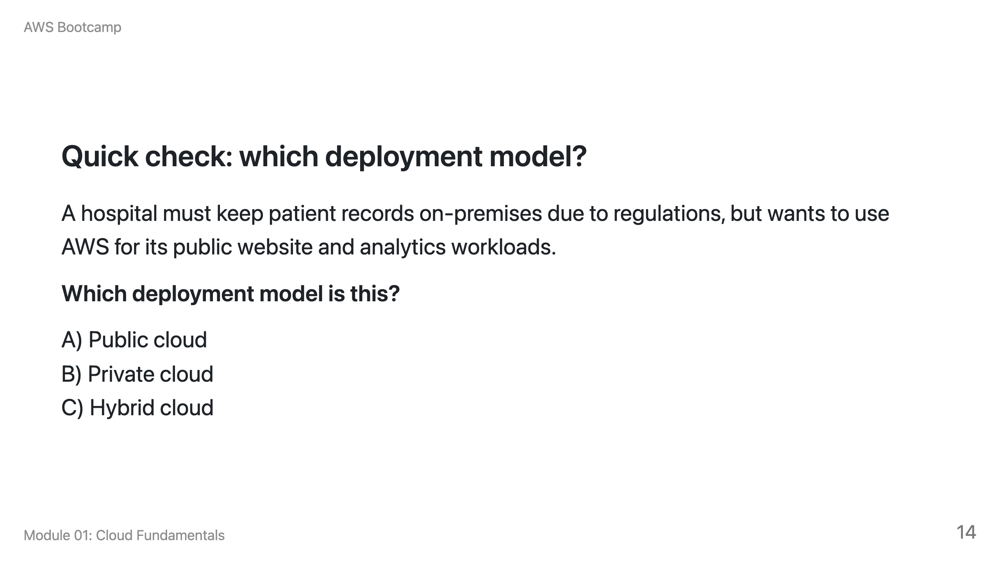 AWS Bootcamp
Quick check: which deployment model?
A hospital must keep patient records on-premises due to regulations, but wants to use
AWS for its public website and analytics workloads.
Which deployment model is this?
A) Public cloud
B) Private cloud
C) Hybrid cloud
Module 01: Cloud Fundamentals
14